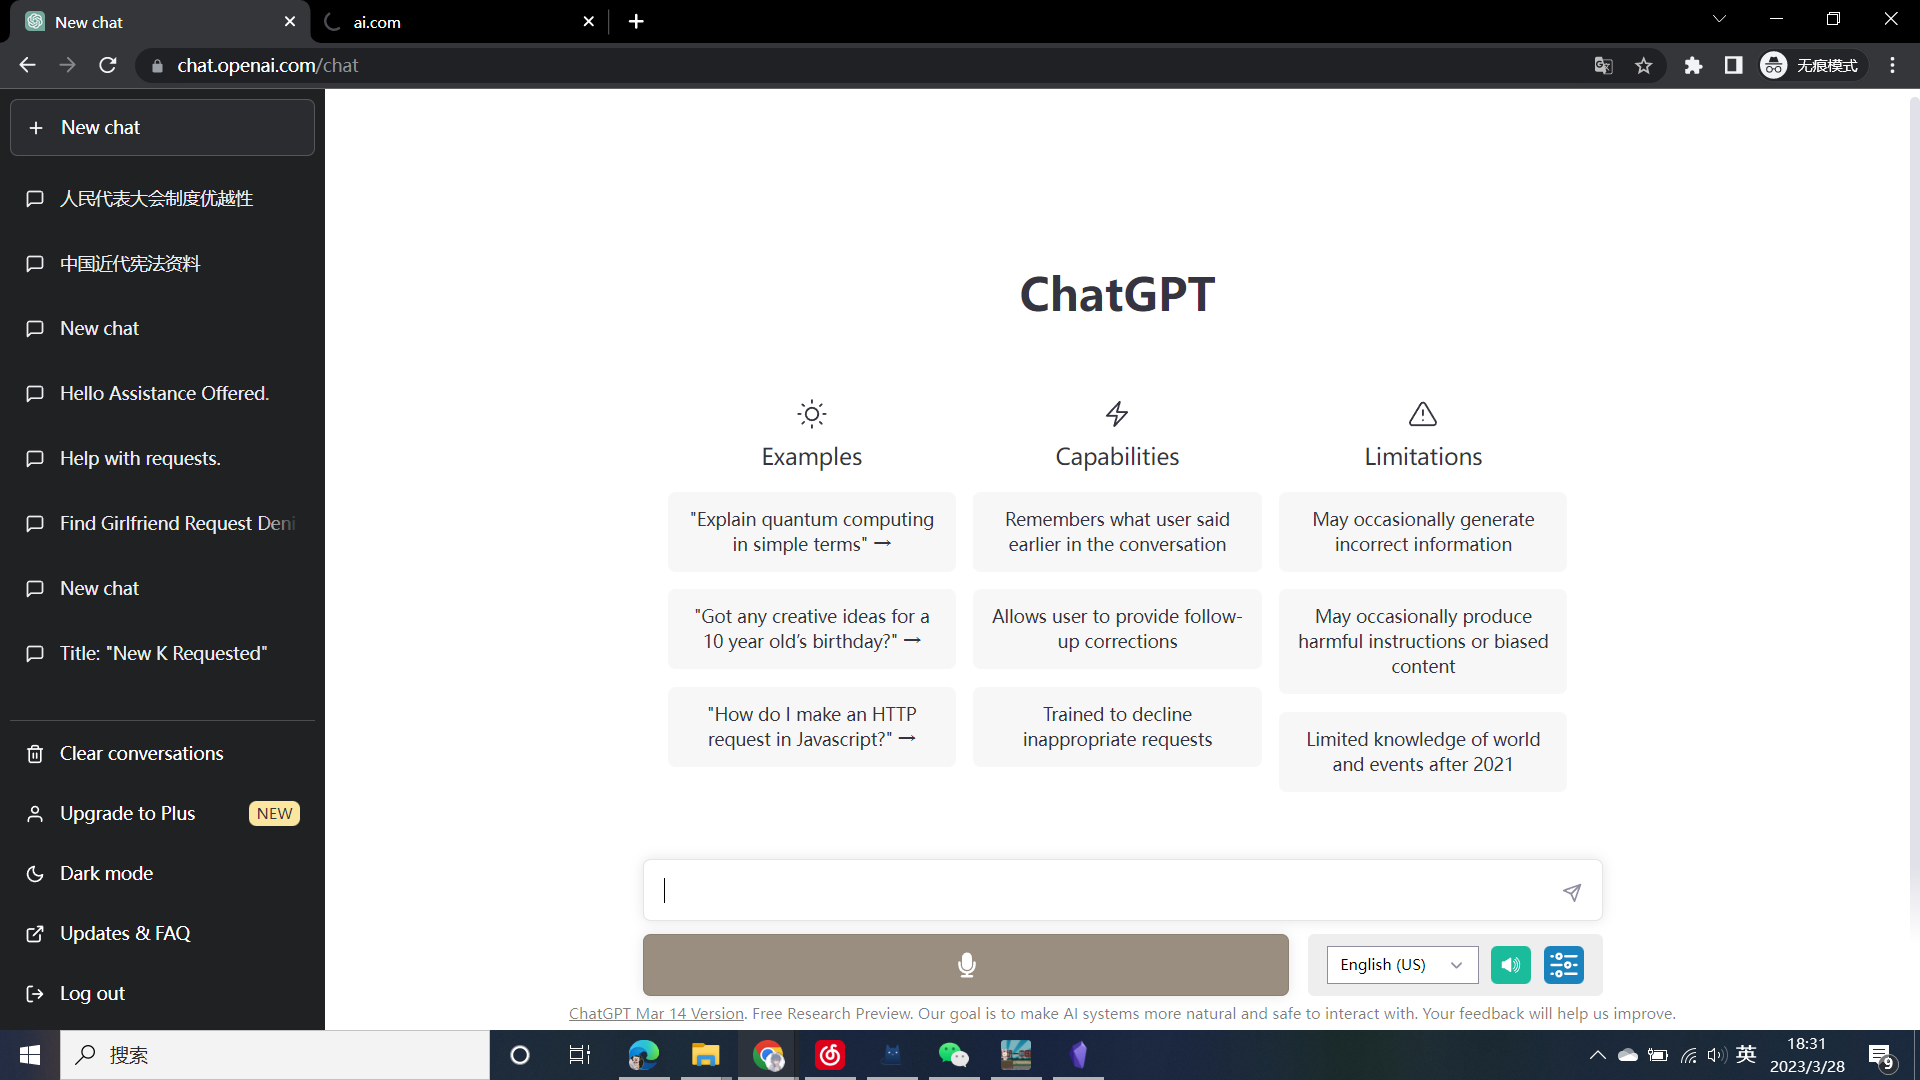 New chat
ai.com
chat.openai.com/chat
无痕模式
New chat
人民代表大会制度优越性
中国近代宪法资料
New chat
Hello Assistance Offered.
Help with requests.
Find Girlfriend Request Deni
New chat
Title: "New K Requested"
Clear conversations
Upgrade to Plus
NEW
Dark mode
Updates & FAQ
Log out
ChatGPT
Examples
"Explain quantum computing
in simple terms" →
"Got any creative ideas for a
10 year old’s birthday?" →
"How do I make an HTTP
request in Javascript?" →
Capabilities
Remembers what user said
earlier in the conversation
Allows user to provide follow-
up corrections
Trained to decline
inappropriate requests
Limitations
May occasionally generate
incorrect information
May occasionally produce
harmful instructions or biased
content
Limited knowledge of world
and events after 2021
English (US)
ChatGPT Mar 14 Version. Free Research Preview. Our goal is to make AI systems more natural and safe to interact with. Your feedback will help us improve.
搜索
英
18:31
2023/3/28
9